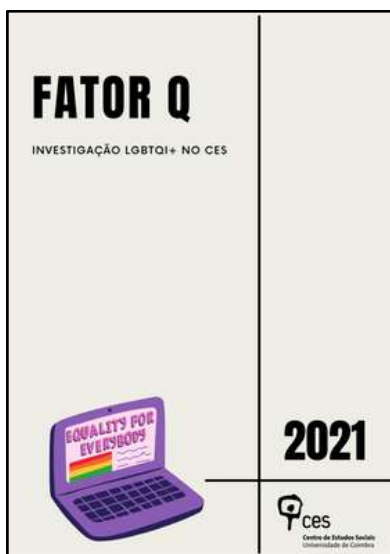 FATOR Q
INVESTIGAÇÃO LGBTQI+ NO CES
EQUALITY FOR
EVERYBODY
2021
ces
Centro de Estudos Sociais
Universidade de Coimbra